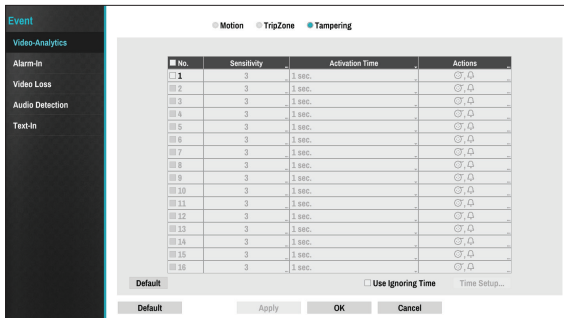 Event
Video-Analytics
Alarm-In
Video Loss
Audio Detection
Text-In
Motion TripZone Tampering
No. Sensitivity Activation Time Actions
1 3 1 sec.
2 3 1 sec.
3 3 1 sec.
4 3 1 sec.
5 3 1 sec.
6 3 1 sec.
7 3 1 sec.
8 3 1 sec.
9 3 1 sec.
10 3 1 sec.
11 3 1 sec.
12 3 1 sec.
13 3 1 sec.
14 3 1 sec.
15 3 1 sec.
16 3 1 sec.
Default Use Ignoring Time Time Setup...
Default Apply OK Cancel